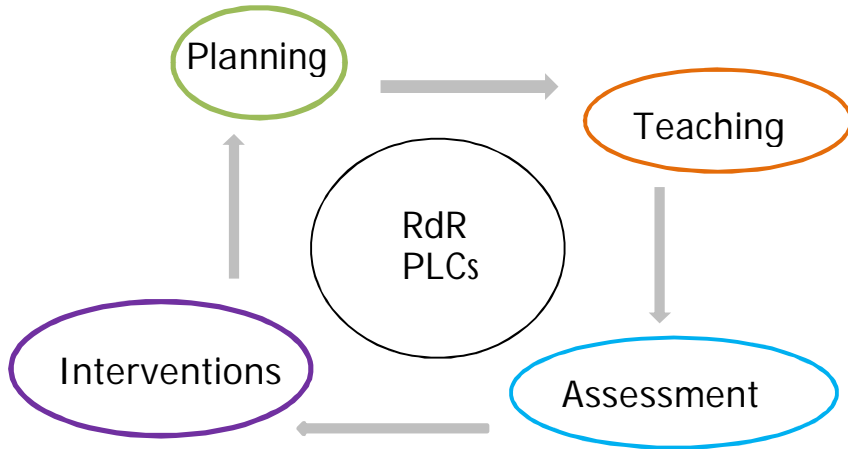 Planning
Teaching
RdR
PLCs
Interventions
Assessment